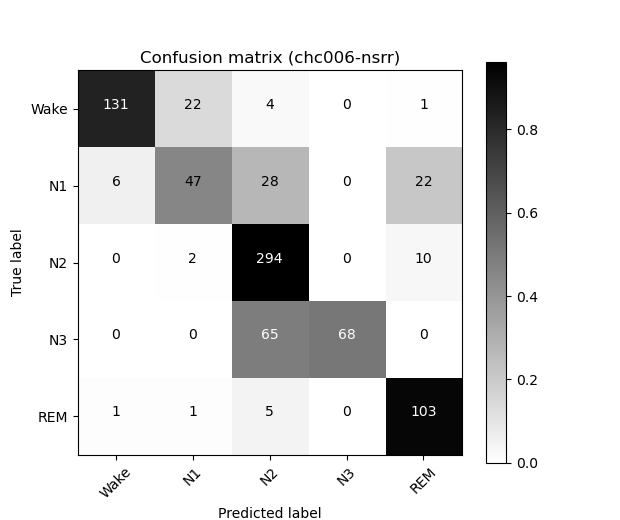 Confusion matrix (chc006-nsrr)
Wake 131 22 4 0 1
N1 6 47 28 0 22
N2 0 2 294 0 10
N3 0 0 65 68 0
REM 1 1 5 0 103
Wake N1 N2 N3 REM
True label
Predicted label
0.8
0.6
0.4
0.2
0.0